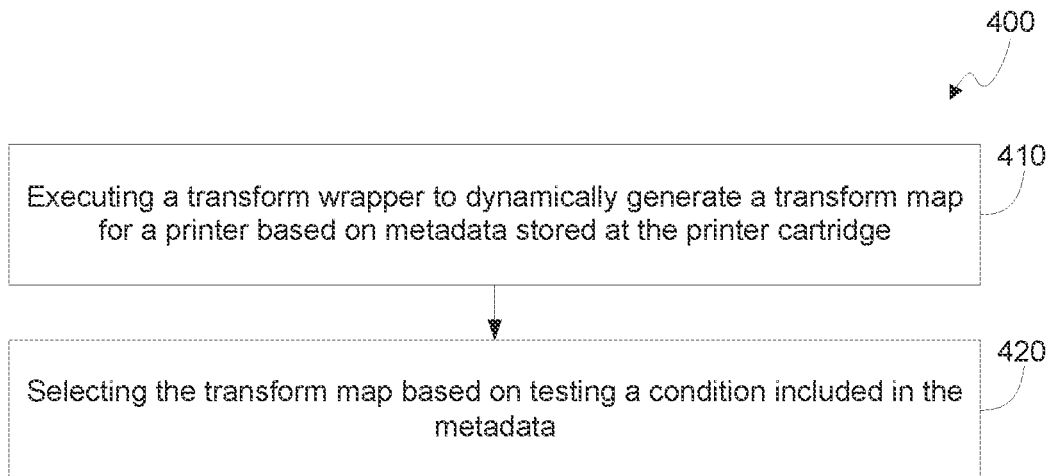 400
410
Executing a transform wrapper to dynamically generate a transform map
for a printer based on metadata stored at the printer cartridge
420
Selecting the transform map based on testing a condition included in the
metadata